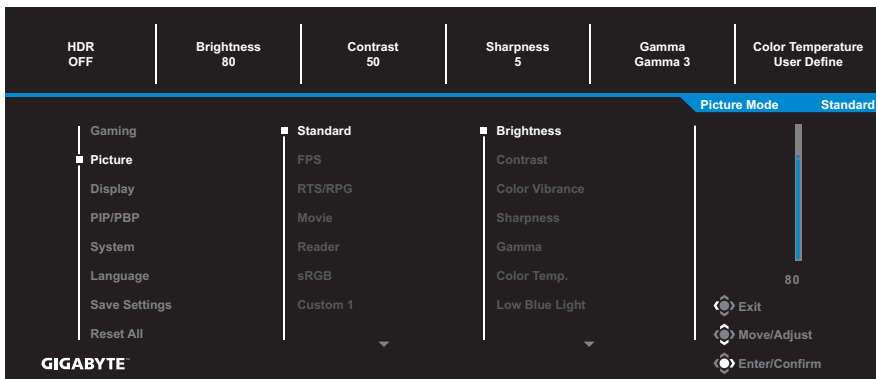 HDR
OFF
Brightness
80
Contrast
50
Sharpness
5
Gamma
Gamma 3
Color Temperature
User Define
Picture Mode Standard
Gaming
Picture
Display
PIP/PBP
System
Language
Save Settings
Reset All
Standard
FPS
RTS/RPG
Movie
Reader
sRGB
Custom 1
Brightness
Contrast
Color Vibrance
Sharpness
Gamma
Color Temp.
Low Blue Light
80
Exit
Move/Adjust
Enter/Confirm
GIGABYTE™